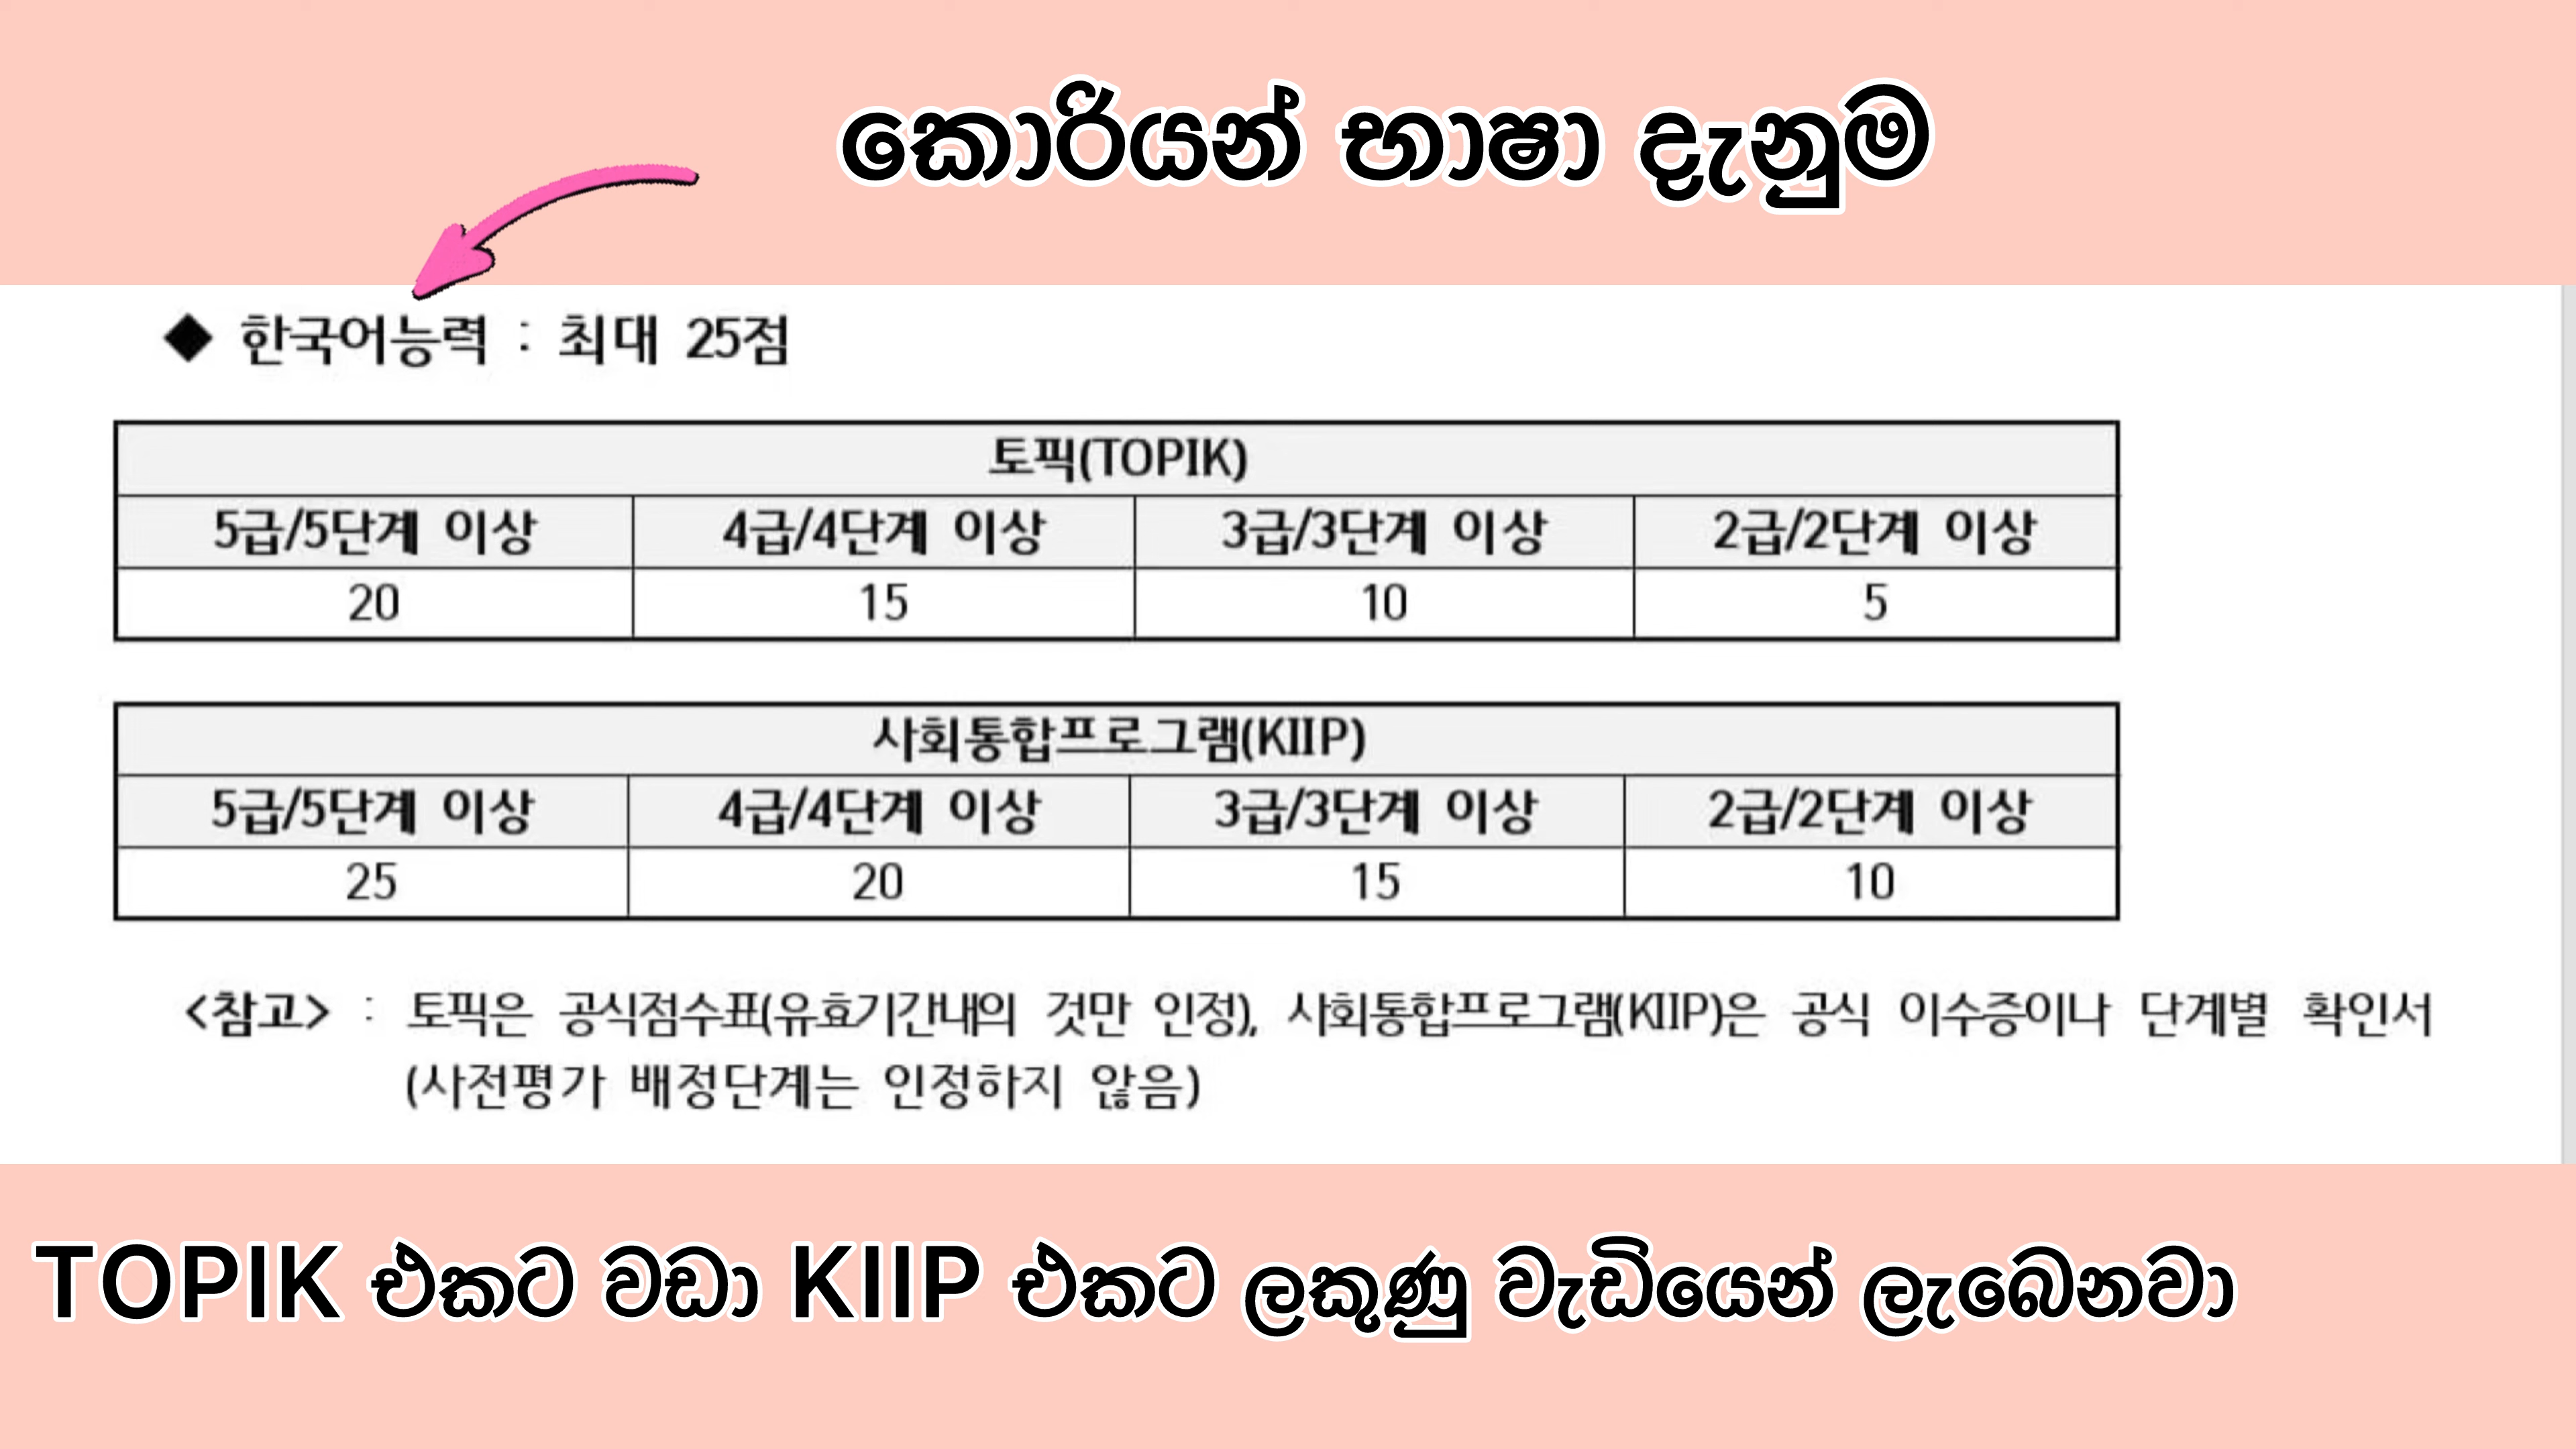 කොරියන් භාෂා දැනුම
◆ 한국어능력 : 최대 25점
토픽(TOPIK)
5급/5단계 이상 4급/4단계 이상 3급/3단계 이상 2급/2단계 이상
20 15 10 5
사회통합프로그램(KIIP)
5급/5단계 이상 4급/4단계 이상 3급/3단계 이상 2급/2단계 이상
25 20 15 10
<참고> : 토픽은 공식점수표(유효기간내의 것만 인정), 사회통합프로그램(KIIP)은 공식 이수증이나 단계별 확인서
(사전평가 배정단계는 인정하지 않음)
TOPIK එකට වඩා KIIP එකට ලකුණු වැඩියෙන් ලැබෙනවා